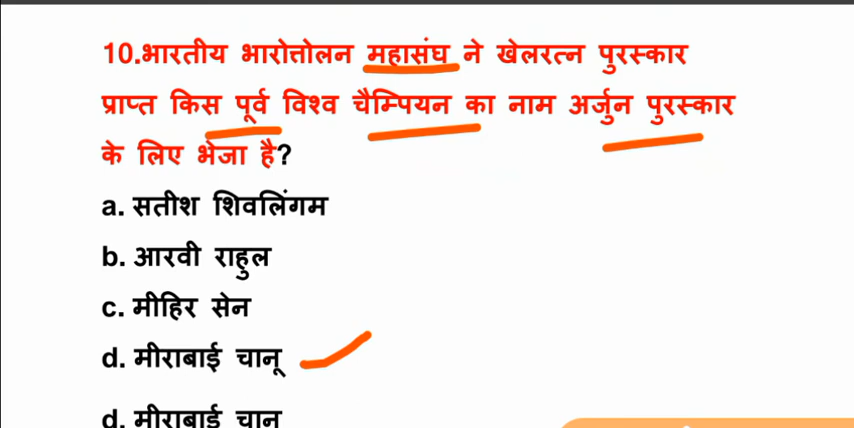 10.भारतीय भारोत्तोलन महासंघ ने खेलरत्न पुरस्कार
प्राप्त किस पूर्व विश्व चैम्पियन का नाम अर्जुन पुरस्कार
के लिए भेजा है?
a. सतीश शिवलिंगम
b. आरवी राहुल
c. मीहिर सेन
d. मीराबाई चानू
d. मीराबाई चान